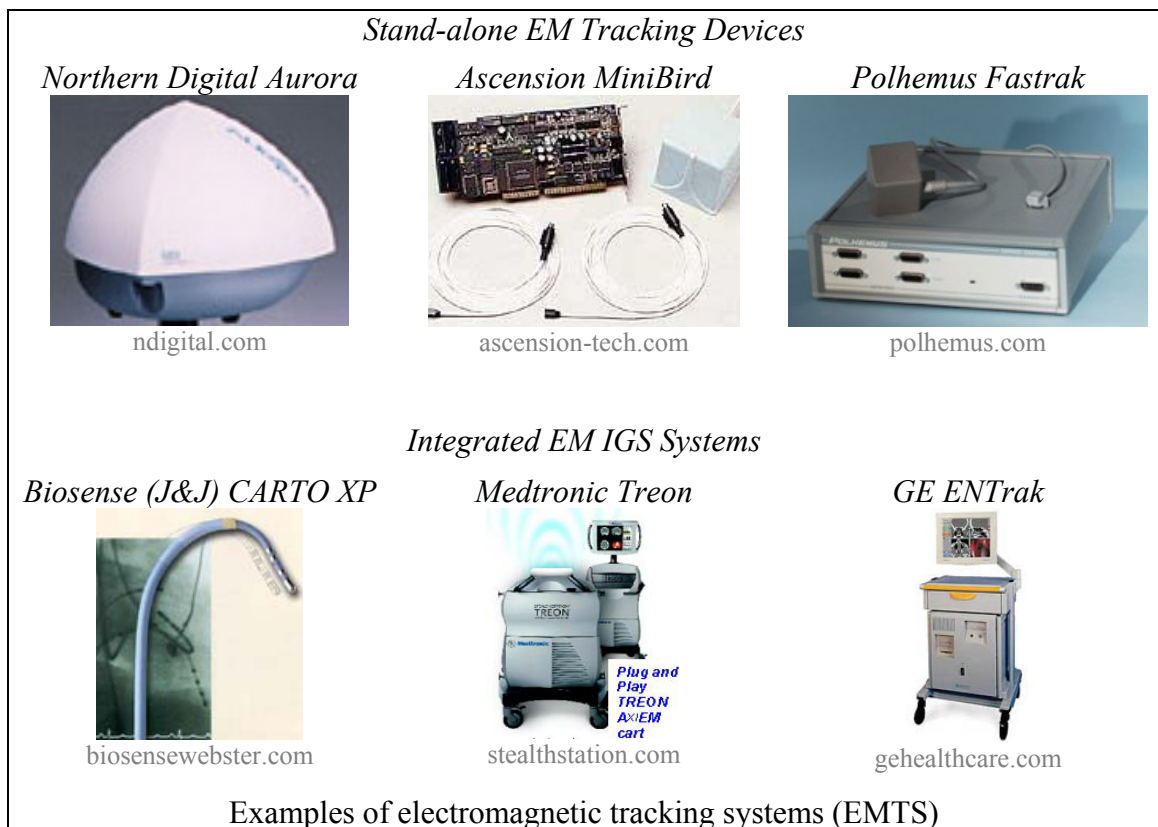 Stand-alone EM Tracking Devices
Northern Digital Aurora
Ascension MiniBird
Polhemus Fastrak
POLHEMUS
ndigital.com
ascension-tech.com
polhemus.com
Integrated EM IGS Systems
Biosense (J&J) CARTO XP
Medtronic Treon
GE ENTrak
TREON
Medtronic
Plug and
Play
TREON
AXIEM
cart
biosensewebster.com
stealthstation.com
gehealthcare.com
Examples of electromagnetic tracking systems (EMTS)